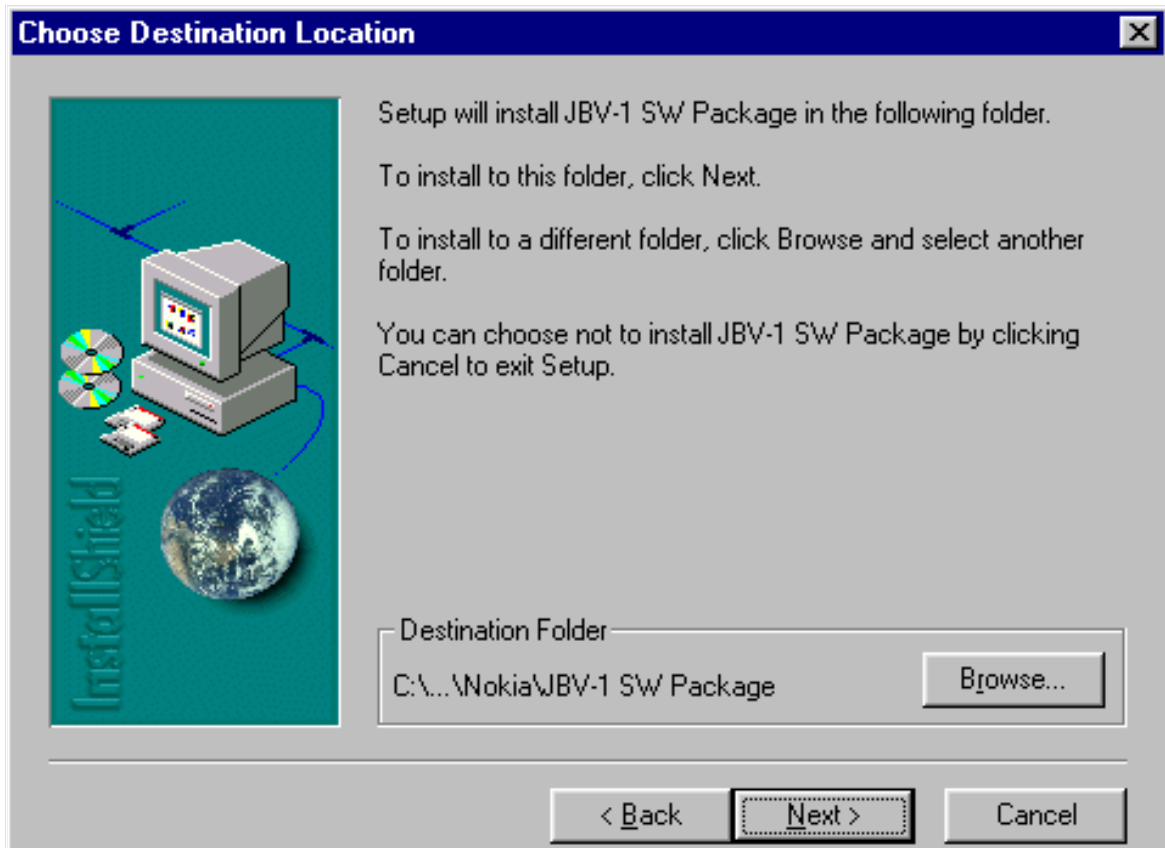 Choose Destination Location
Setup will install JBV-1 SW Package in the following folder.
To install to this folder, click Next.
To install to a different folder, click Browse and select another
folder.
You can choose not to install JBV-1 SW Package by clicking
Cancel to exit Setup.
InstallShield
Destination Folder
C:\...\Nokia\JBV-1 SW Package
Browse...
< Back
Next >
Cancel